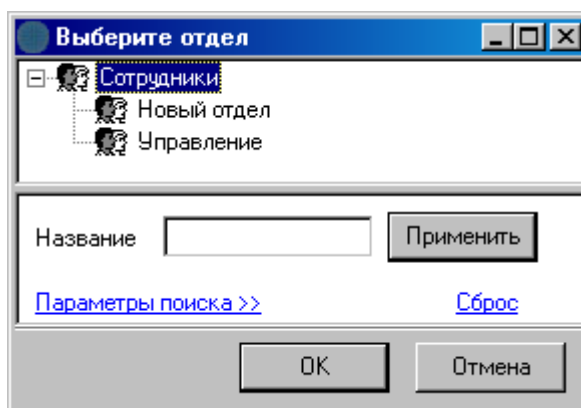 Выберите отдел
Сотрудники
Новый отдел
Управление
Название Применить
Параметры поиска >> Сброс
OK Отмена